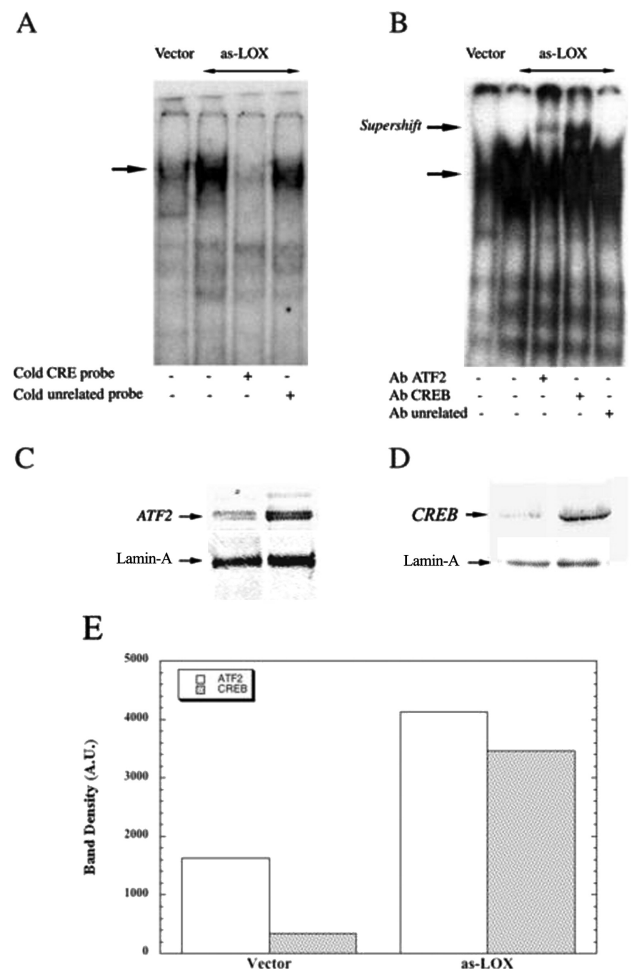 A
B
Vector as-LOX
Vector as-LOX
Supershift
Cold CRE probe - - + -
Cold unrelated probe - - - +
Ab ATF2 - - + - -
Ab CREB - - - + -
Ab unrelated - - - - +
C
D
ATF2
CREB
Lamin-A
Lamin-A
E
5000
4000
3000
2000
1000
0
ATF2
CREB
Band Density (A.U.)
Vector as-LOX